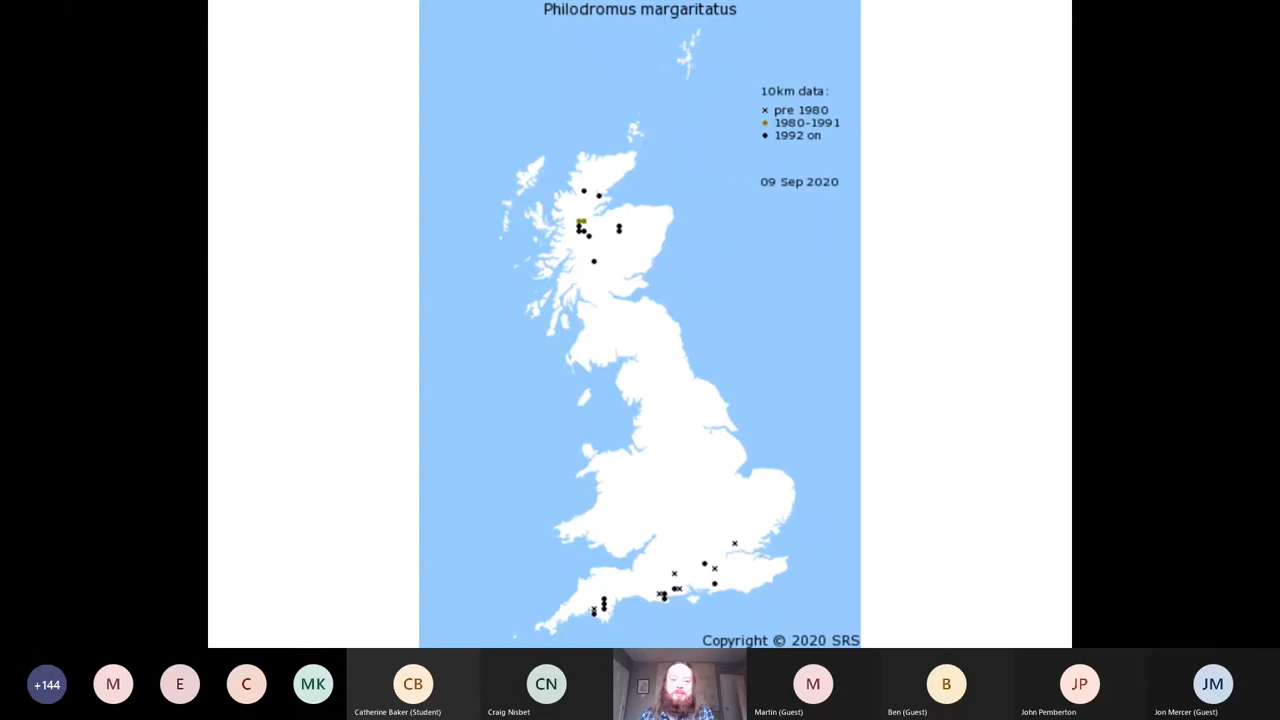 Philodromus margaritatus
10km data:
pre 1980
1980-1991
1992 on
09 Sep 2020
Copyright © 2020 SRS
+144
M
E
C
MK
CB
CN
M
B
JP
JM
Catherine Baker (Student)
Craig Nisbet
Martin (Guest)
Ben (Guest)
John Pemberton
Jon Mercer (Guest)